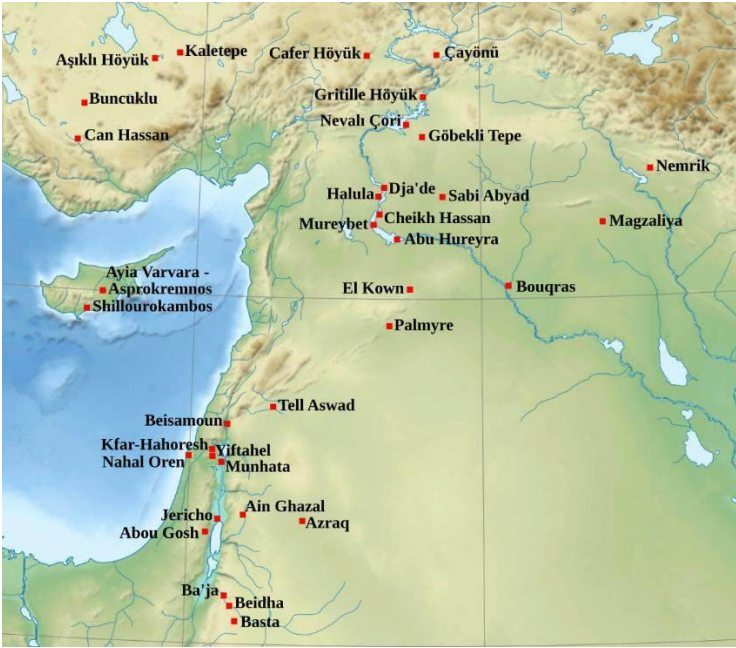 Aşıklı Höyük
Kaletepe
Cafer Höyük
Çayönü
Buncuklu
Gritille Höyük
Nevalı Çori
Can Hassan
Göbekli Tepe
Nemrik
Dja'de
Halula
Sabi Abyad
Cheikh Hassan
Mureybet
Magzaliya
Abu Hureyra
Ayia Varvara -
Asprokremnos
Shillourokambos
El Kown
Bouqras
Palmyre
Tell Aswad
Beisamoun
Kfar-Hahoresh
Yiftahel
Nahal Oren
Munhata
Ain Ghazal
Jericho
Azraq
Abou Gosh
Ba'ja
Beidha
Basta